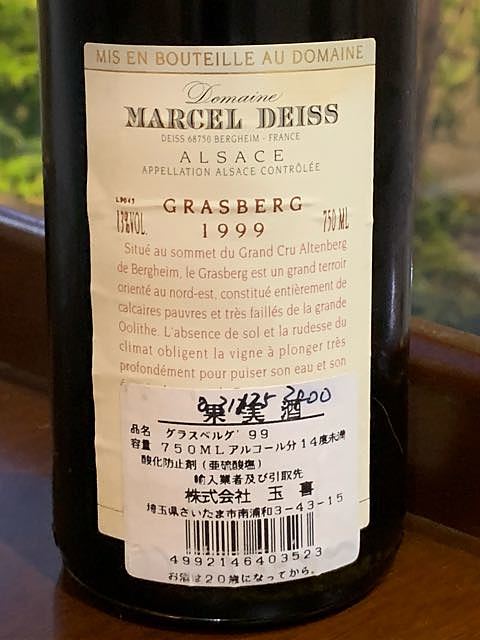 MIS EN BOUTEILLE AU DOMAINE
Domaine
MARCEL DEISS
DEISS 68750 BERGHEIM - FRANCE
ALSACE
APPELLATION ALSACE CONTRÔLÉE
GRASBERG
13%VOL. 1999 750 ML
Situé au sommet du Grand Cru Altenberg
de Bergheim, le Grasberg est un grand terroir
orienté au nord-est, constitué entièrement de
calcaires pauvres et très faillés de la grande
Oolithe. L'absence de sol et la rudesse du
climat obligent la vigne à plonger très
profondément pour puiser son eau et son
果実酒
品名 グラスベルグ'99
容量 750MLアルコール分14度未満
酸化防止剤(亜硫酸塩)
輸入業者及び引取先
株式会社 玉喜
埼玉県さいたま市南浦和3-43-15
4992146403523
お酒は20歳になってから。